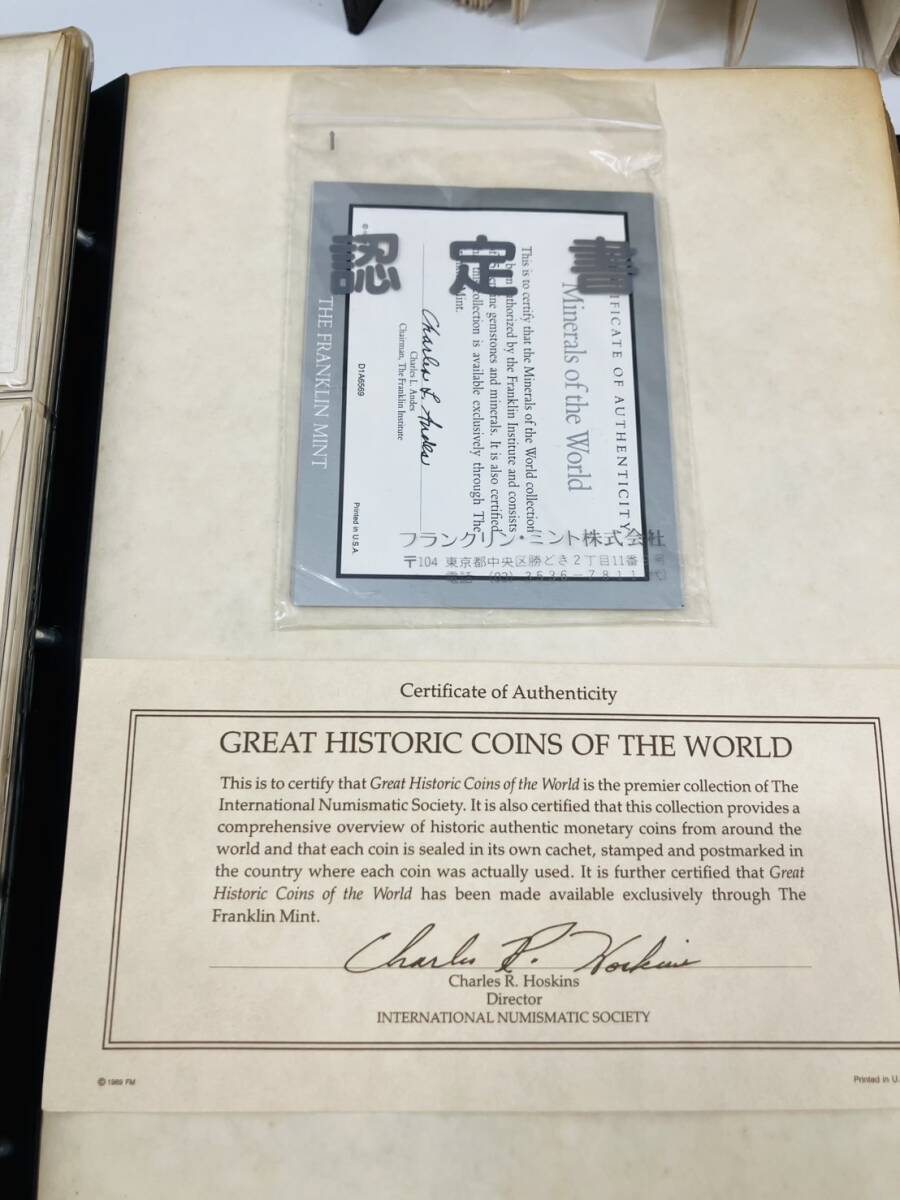 認定書
CERTIFICATE OF AUTHENTICITY
Minerals of the World
This is to certify that the Minerals of the World collection
been authorized by the Franklin Institute and consists
gemstones and minerals. It is also certified
collection is available exclusively through The
Mint.
Charles L. Andes
Charles L. Andes
Chairman, The Franklin Institute
D1A6569
Printed in U.S.A.
THE FRANKLIN MINT
フランクリン・ミント株式会社
〒104 東京都中央区勝どき2丁目11番
電話
Certificate of Authenticity
GREAT HISTORIC COINS OF THE WORLD
This is to certify that Great Historic Coins of the World is the premier collection of The
International Numismatic Society. It is also certified that this collection provides a
comprehensive overview of historic authentic monetary coins from around the
world and that each coin is sealed in its own cachet, stamped and postmarked in
the country where each coin was actually used. It is further certified that Great
Historic Coins of the World has been made available exclusively through The
Franklin Mint.
Charles R. Hoskins
Charles R. Hoskins
Director
INTERNATIONAL NUMISMATIC SOCIETY
© 1989 FM
Printed in U.